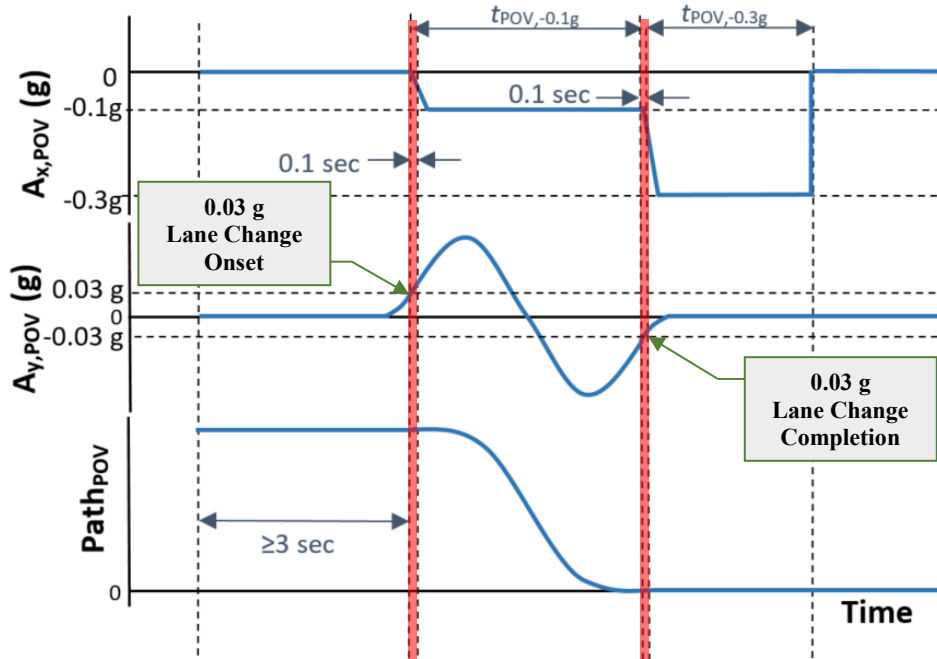 tPOV,-0.1g
tPOV,-0.3g
Ax,POV (g)
0
-0.1g
-0.3g
0.1 sec
0.1 sec
0.03 g
Lane Change
Onset
Ay,POV (g)
0.03 g
0
-0.03 g
0.03 g
Lane Change
Completion
PathPOV
≥3 sec
0
Time